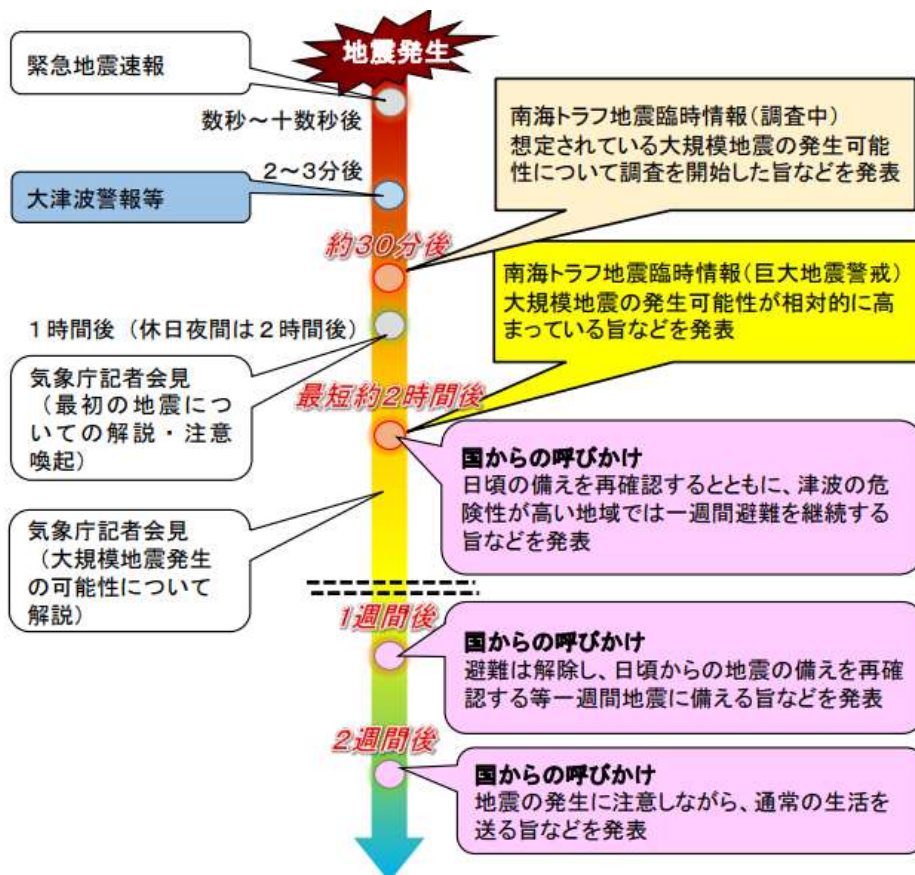 地震発生
緊急地震速報
数秒～十数秒後
2～3分後
大津波警報等
約30分後
南海トラフ地震臨時情報（調査中）
想定されている大規模地震の発生可能
性について調査を開始した旨などを発表
南海トラフ地震臨時情報（巨大地震警戒）
大規模地震の発生可能性が相対的に高
まっている旨などを発表
１時間後（休日夜間は２時間後）
気象庁記者会見
（最初の地震につ
いての解説・注意
喚起）
最短約２時間後
国からの呼びかけ
日頃の備えを再確認するとともに、津波の危
険性が高い地域では一週間避難を継続する
旨などを発表
気象庁記者会見
（大規模地震発生
の可能性について
解説）
1週間後
国からの呼びかけ
避難は解除し、日頃からの地震の備えを再確
認する等一週間地震に備える旨などを発表
2週間後
国からの呼びかけ
地震の発生に注意しながら、通常の生活を
送る旨などを発表